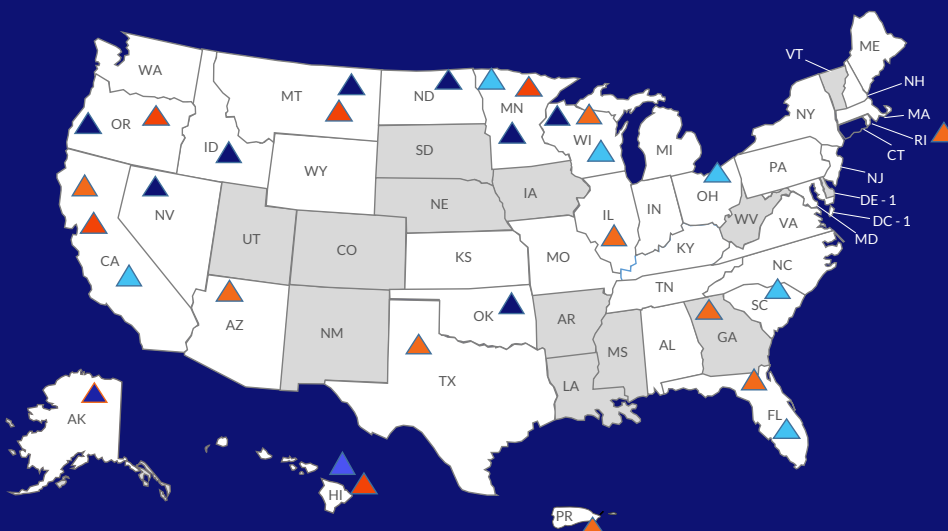 ME
VT
WA
NH
MT
ND
MN
MA
NY
OR
WI
RI
ID
SD
MI
CT
WY
PA
NJ
IA
OH
NE
DE - 1
IL
IN
NV
WV
VA
DC - 1
UT
CO
KY
MD
KS
MO
CA
NC
TN
SC
OK
AR
AZ
NM
GA
AL
MS
TX
LA
AK
FL
HI
PR